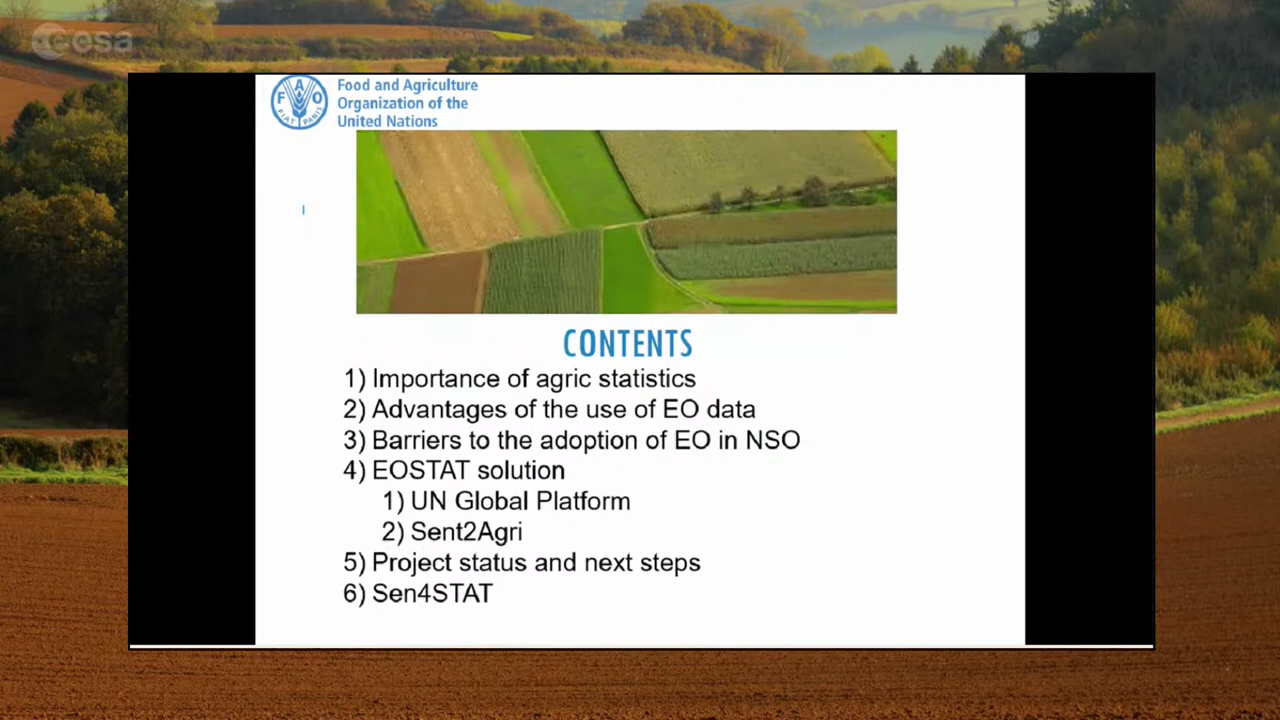 esa
Food and Agriculture
Organization of the
United Nations
F A O
FIAT PANIS
CONTENTS
1) Importance of agric statistics
2) Advantages of the use of EO data
3) Barriers to the adoption of EO in NSO
4) EOSTAT solution
1) UN Global Platform
2) Sent2Agri
5) Project status and next steps
6) Sen4STAT